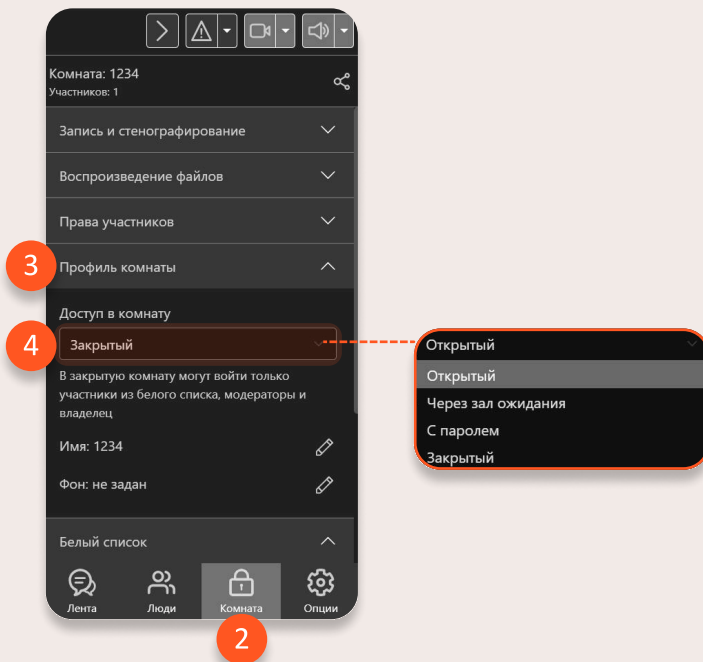 Комната: 1234
Участников: 1
Запись и стенографирование
Воспроизведение файлов
Права участников
3
Профиль комнаты
Доступ в комнату
4
Закрытый
В закрытую комнату могут войти только
участники из белого списка, модераторы и
владелец
Имя: 1234
Фон: не задан
Белый список
Лента
Люди
Комната
Опции
2
Открытый
Открытый
Через зал ожидания
С паролем
Закрытый